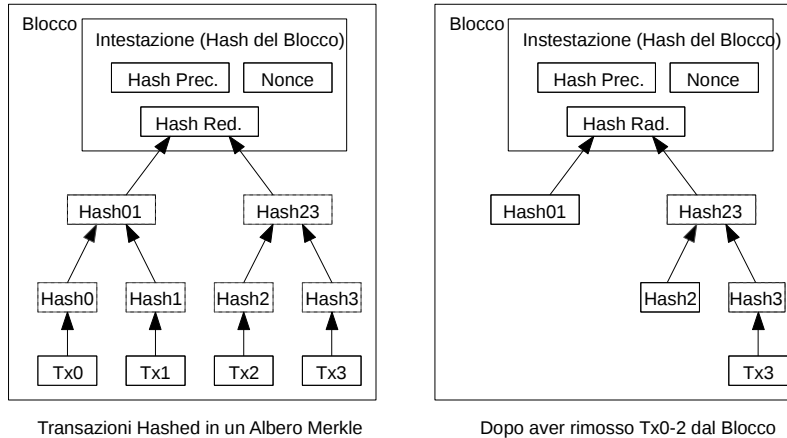 Blocco
Intestazione (Hash del Blocco)
Hash Prec.
Nonce
Hash Red.
Hash01
Hash23
Hash0
Hash1
Hash2
Hash3
Tx0
Tx1
Tx2
Tx3
Transazioni Hashed in un Albero Merkle
Blocco
Instestazione (Hash del Blocco)
Hash Prec.
Nonce
Hash Rad.
Hash01
Hash23
Hash2
Hash3
Tx3
Dopo aver rimosso Tx0-2 dal Blocco